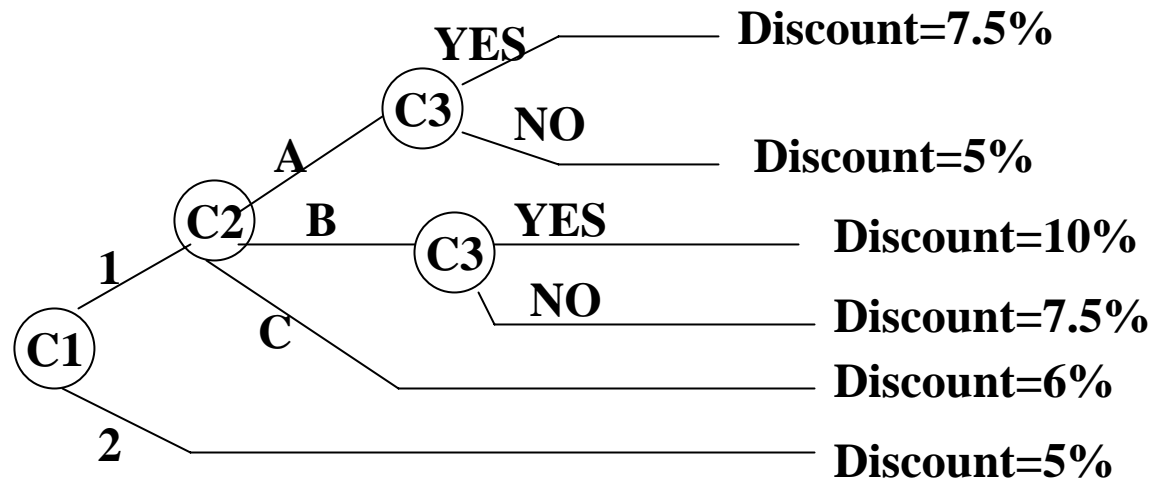 YES
Discount=7.5%
C3
NO
A
Discount=5%
C2
B
YES
Discount=10%
C3
1
NO
Discount=7.5%
C
C1
Discount=6%
2
Discount=5%